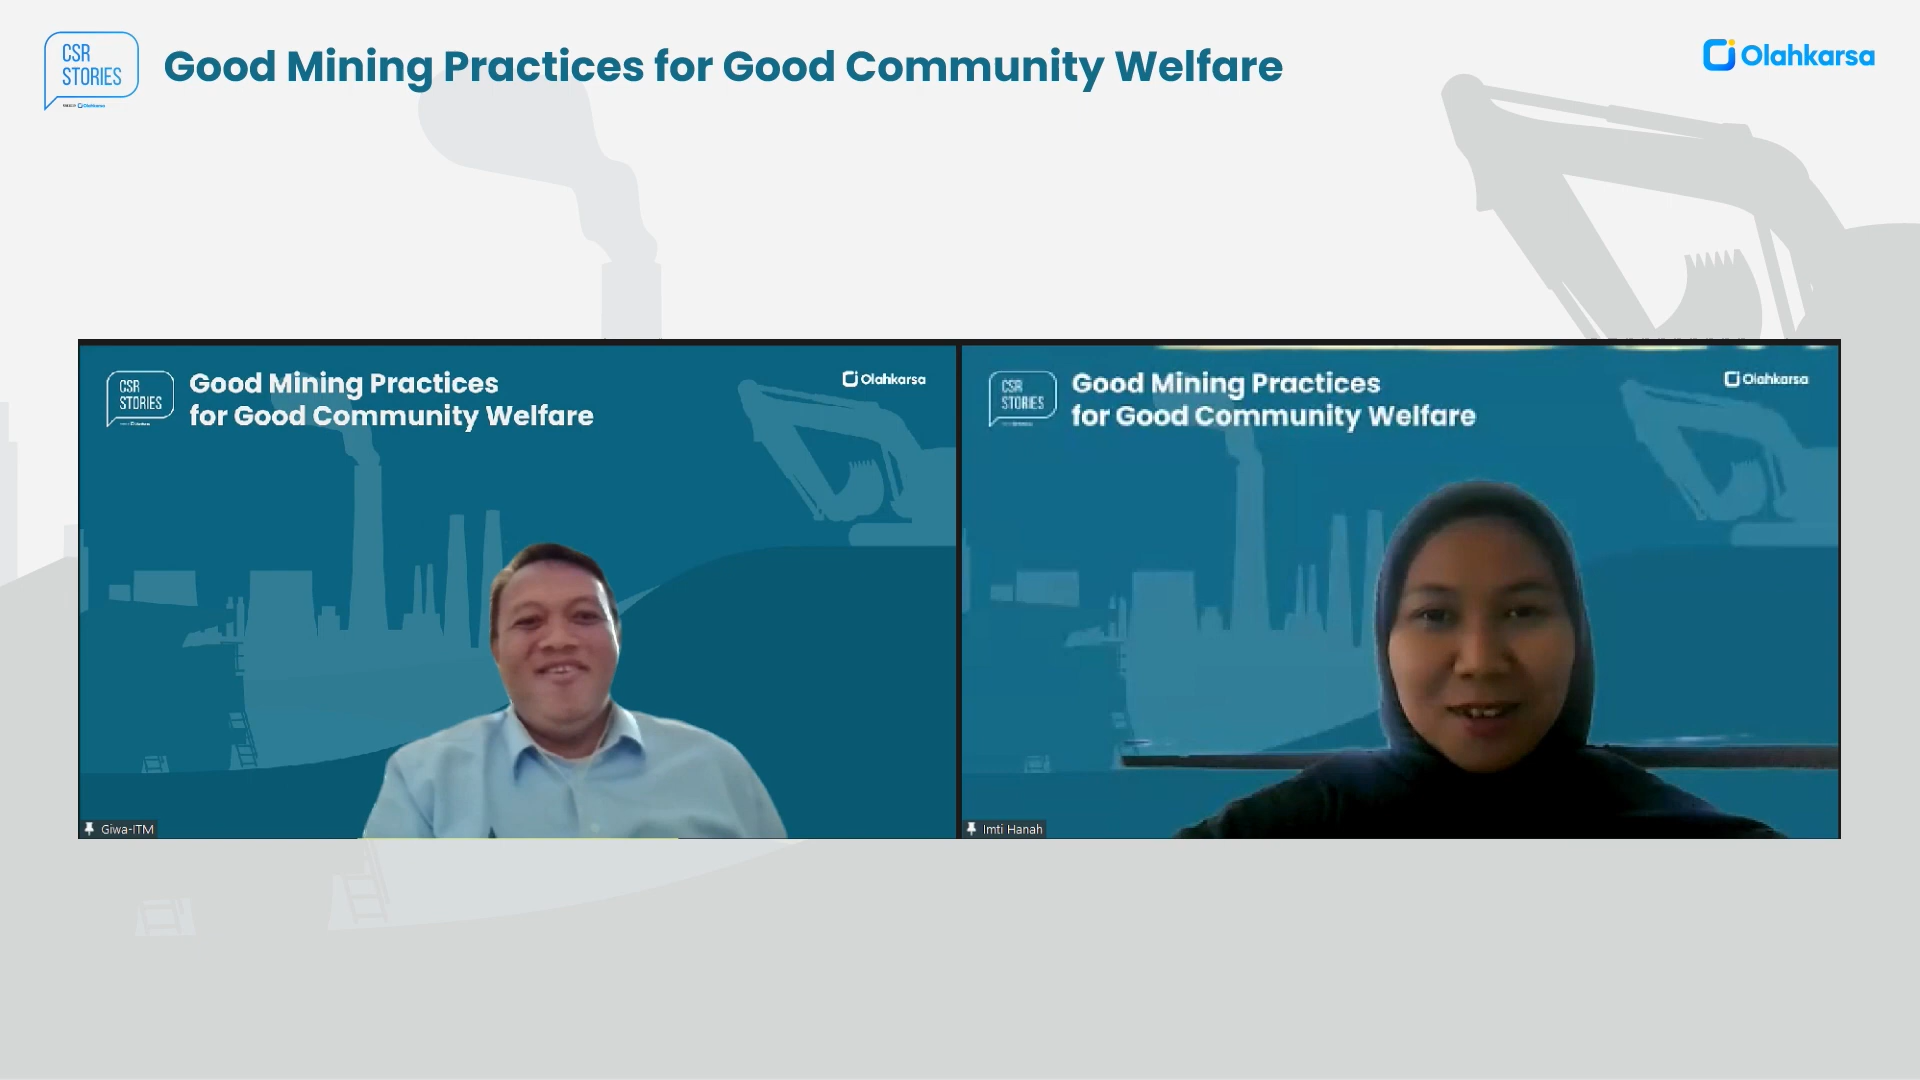 CSR
STORIES
Good Mining Practices for Good Community Welfare
Olahkarsa
CSR
STORIES
Good Mining Practices
for Good Community Welfare
Olahkarsa
Giwa-ITM
CSR
STORIES
Good Mining Practices
for Good Community Welfare
Olahkarsa
Imti Hanah